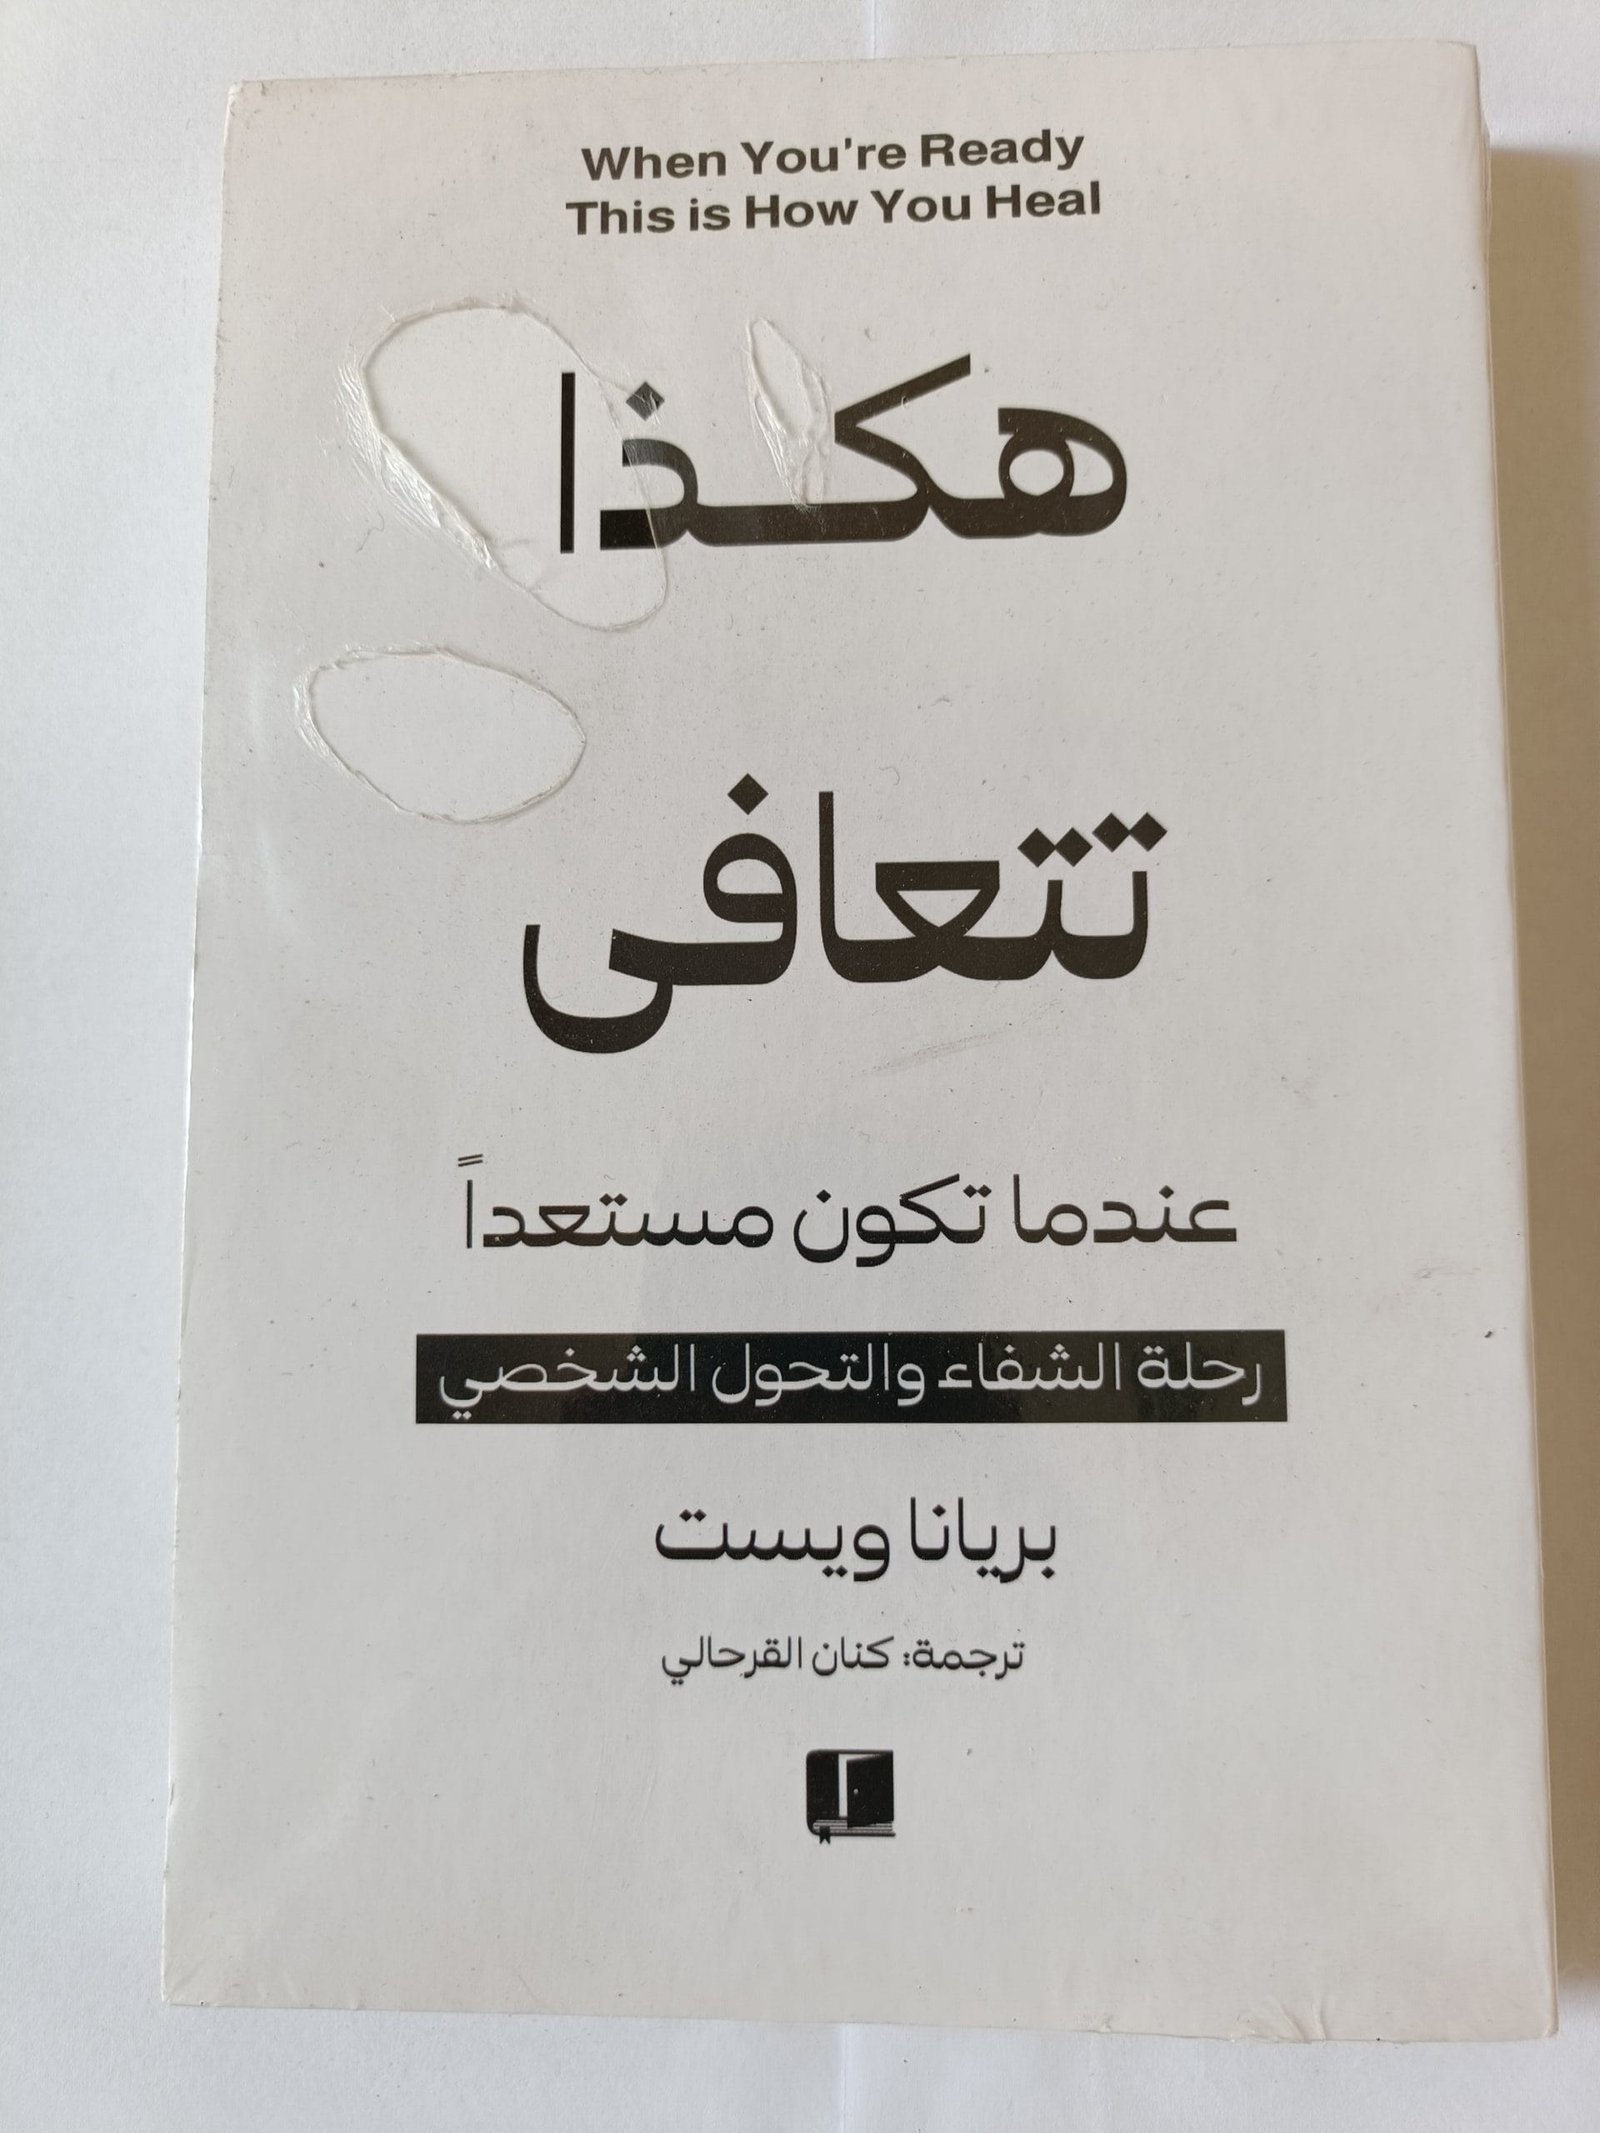 When You're Ready
This is How You Heal
هكذا
تتعافى
عندما تكون مستعداً
رحلة الشفاء والتحول الشخصي
بريانا ويست
ترجمة: كنان القرحالي